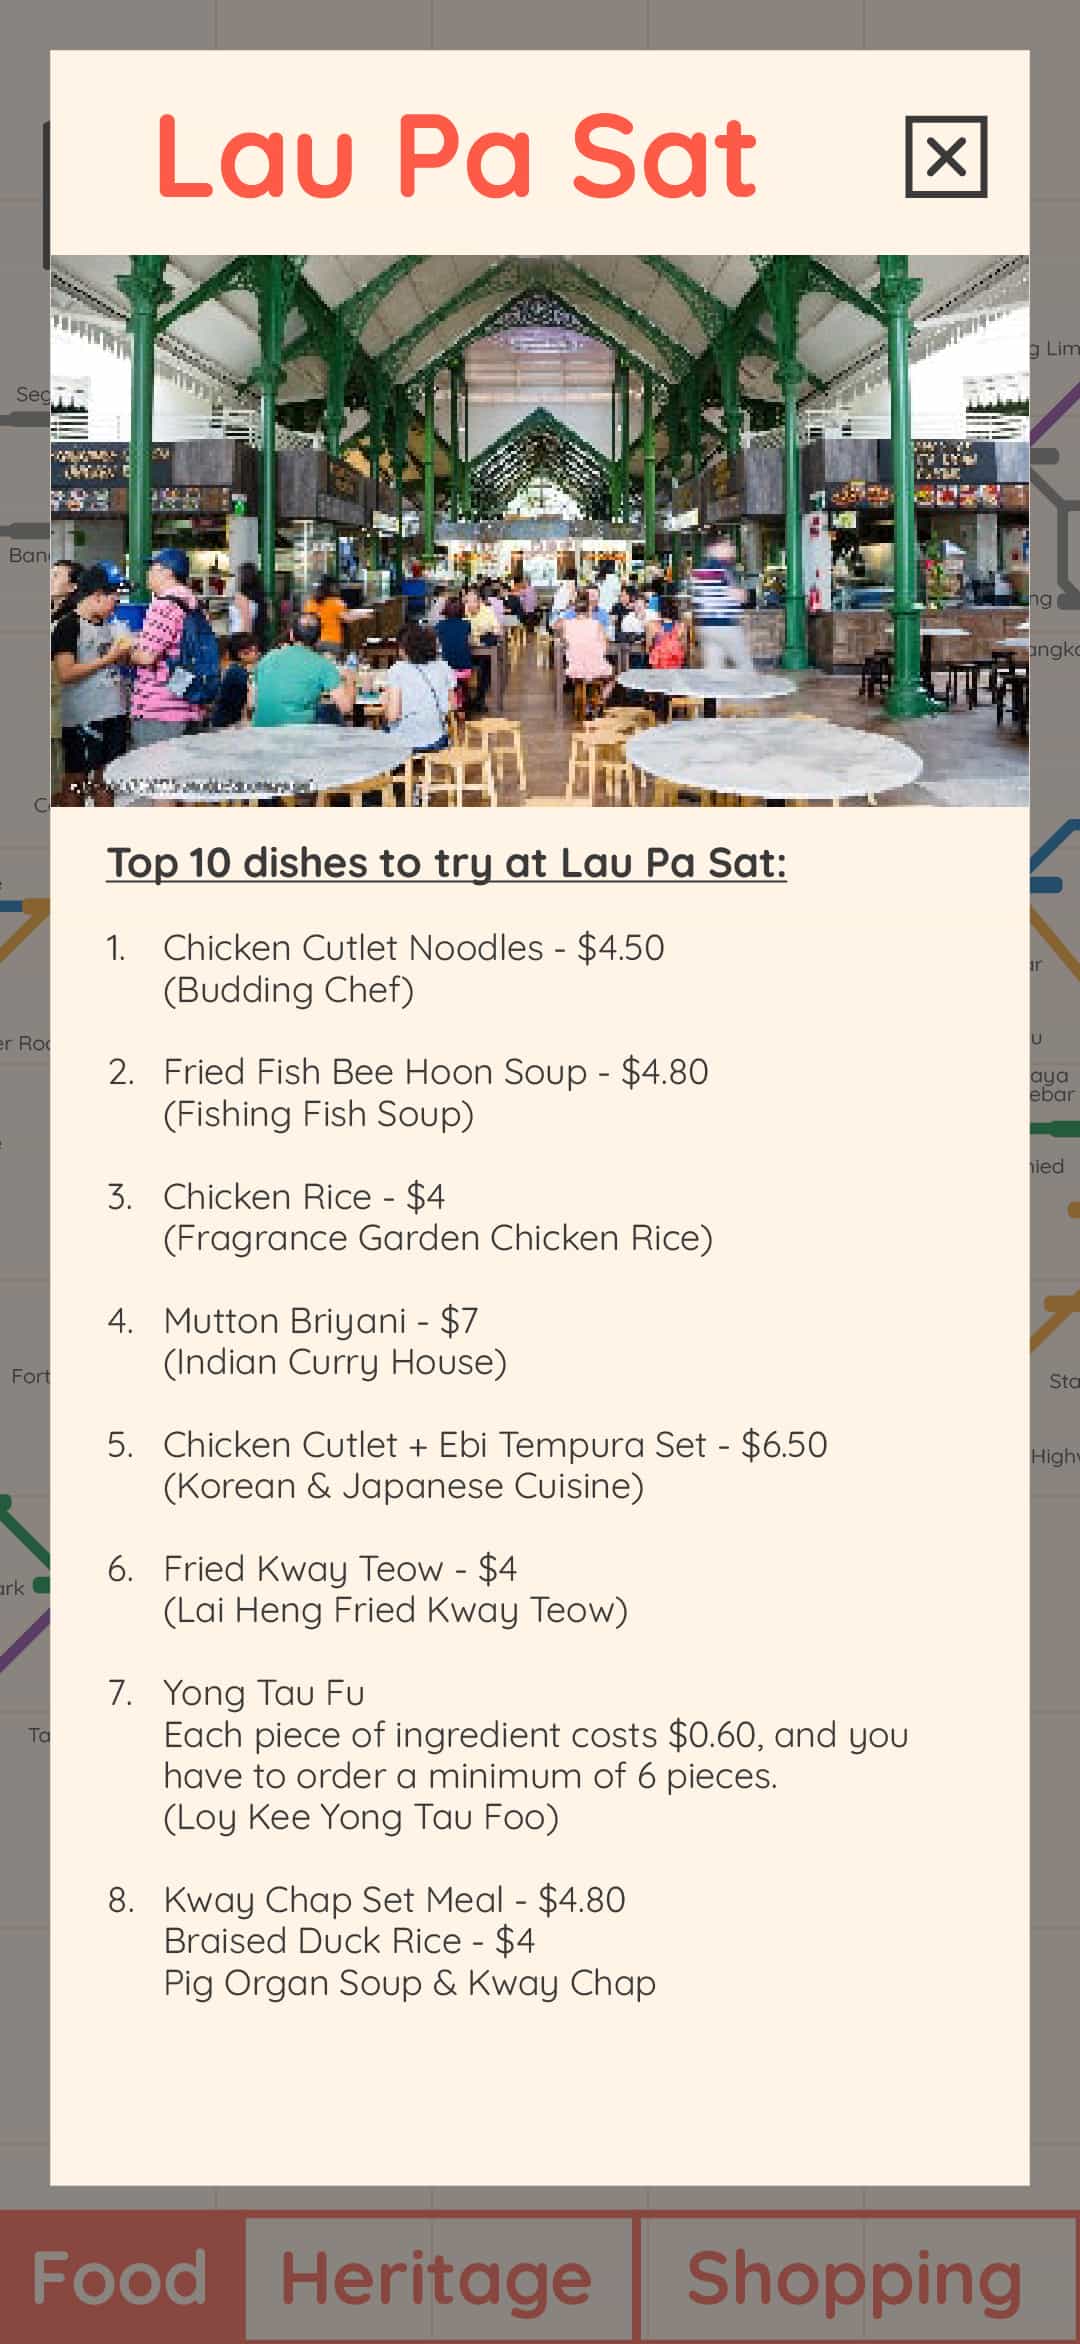 Lau Pa Sat
Top 10 dishes to try at Lau Pa Sat:
1. Chicken Cutlet Noodles - $4.50
(Budding Chef)
2. Fried Fish Bee Hoon Soup - $4.80
(Fishing Fish Soup)
3. Chicken Rice - $4
(Fragrance Garden Chicken Rice)
4. Mutton Briyani - $7
(Indian Curry House)
5. Chicken Cutlet + Ebi Tempura Set - $6.50
(Korean & Japanese Cuisine)
6. Fried Kway Teow - $4
(Lai Heng Fried Kway Teow)
7. Yong Tau Fu
Each piece of ingredient costs $0.60, and you
have to order a minimum of 6 pieces.
(Loy Kee Yong Tau Foo)
8. Kway Chap Set Meal - $4.80
Braised Duck Rice - $4
Pig Organ Soup & Kway Chap
Food Heritage Shopping